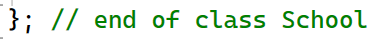 }; // end of class School